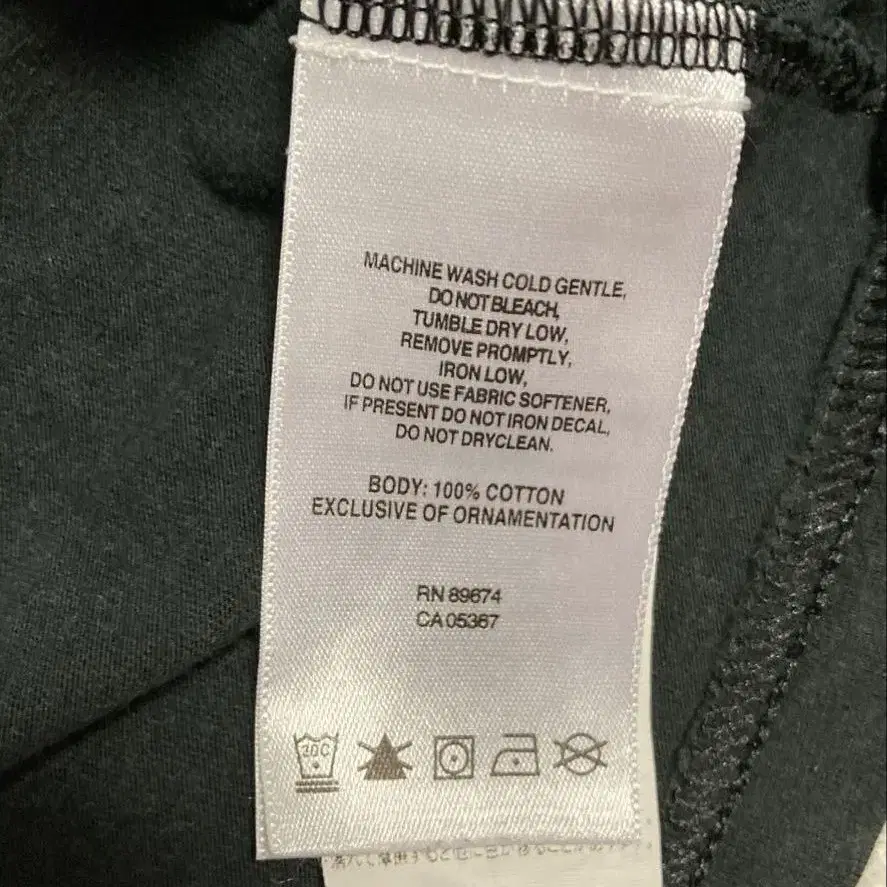 MACHINE WASH COLD GENTLE,
DO NOT BLEACH,
TUMBLE DRY LOW,
REMOVE PROMPTLY,
IRON LOW,
DO NOT USE FABRIC SOFTENER,
IF PRESENT DO NOT IRON DECAL,
DO NOT DRYCLEAN.
BODY: 100% COTTON
EXCLUSIVE OF ORNAMENTATION
RN 89674
CA 05367
30C